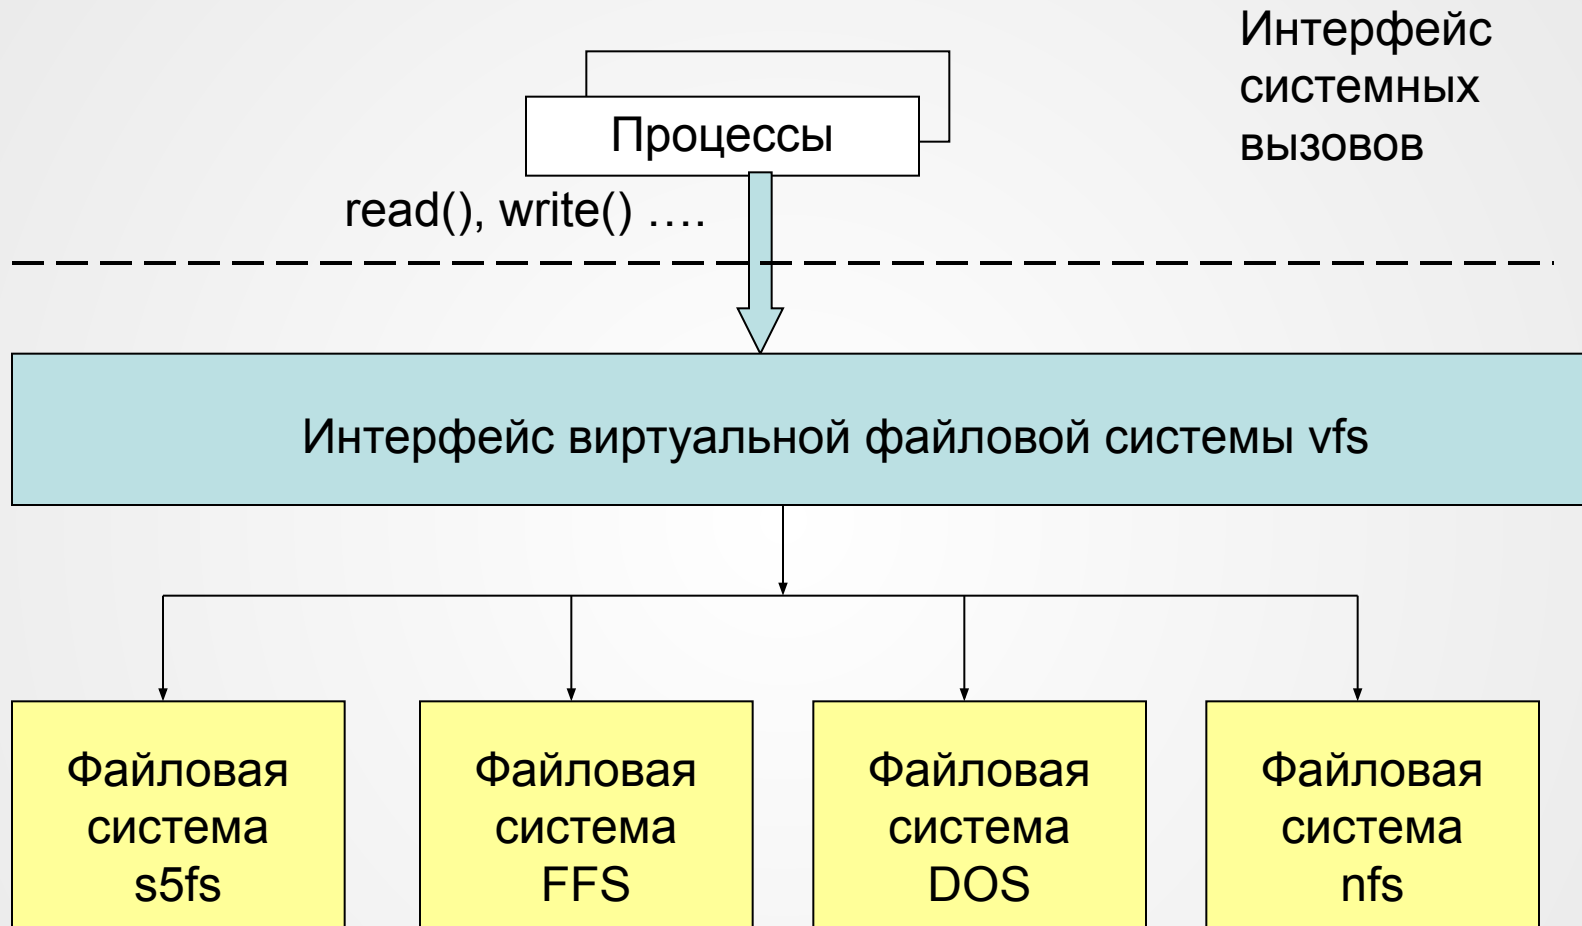 Интерфейс
системных
вызовов
Процессы
read(), write() ….
Интерфейс виртуальной файловой системы vfs
Файловая
система
s5fs
Файловая
система
FFS
Файловая
система
DOS
Файловая
система
nfs